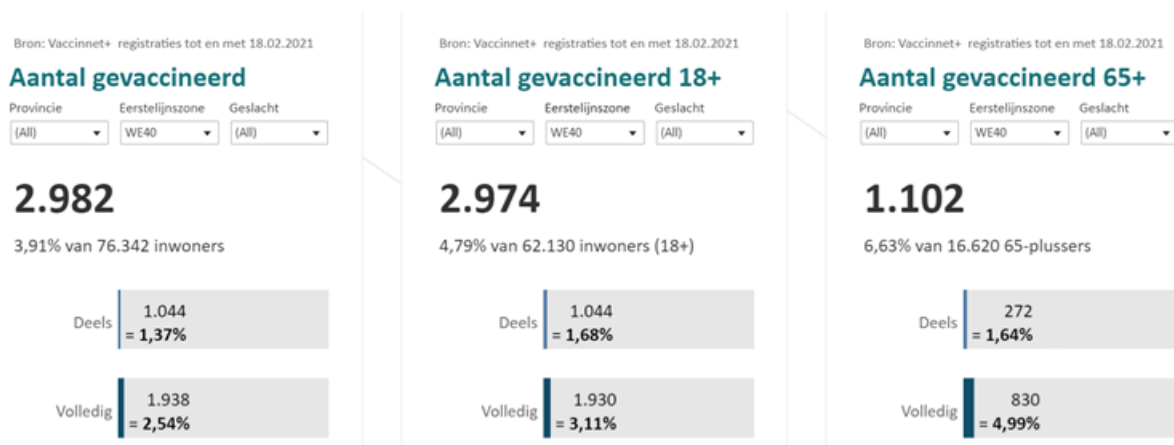 Bron: Vaccinnet+ registraties tot en met 18.02.2021
Aantal gevaccineerd
Provincie Eerstelijnszone Geslacht
(All) WE40 (All)
2.982
3,91% van 76.342 inwoners
Deels 1.044
= 1,37%
Volledig 1.938
= 2,54%
Bron: Vaccinnet+ registraties tot en met 18.02.2021
Aantal gevaccineerd 18+
Provincie Eerstelijnszone Geslacht
(All) WE40 (All)
2.974
4,79% van 62.130 inwoners (18+)
Deels 1.044
= 1,68%
Volledig 1.930
= 3,11%
Bron: Vaccinnet+ registraties tot en met 18.02.2021
Aantal gevaccineerd 65+
Provincie Eerstelijnszone Geslacht
(All) WE40 (All)
1.102
6,63% van 16.620 65-plussers
Deels 272
= 1,64%
Volledig 830
= 4,99%